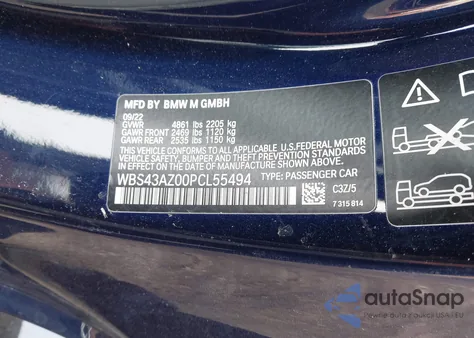 MFD BY BMW M GMBH
09/22
GVWR 4861 lbs 2205 kg
GAWR FRONT 2469 lbs 1120 kg
GAWR REAR 2535 lbs 1150 kg
THIS VEHICLE CONFORMS TO ALL APPLICABLE U.S. FEDERAL MOTOR
VEHICLE SAFETY, BUMPER, AND THEFT PREVENTION STANDARDS IN
EFFECT ON THE DATE OF MANUFACTURE SHOWN ABOVE.
WBS43AZ00PCL55494 TYPE: PASSENGER CAR
C3Z/5
7 315 814
autoSnap